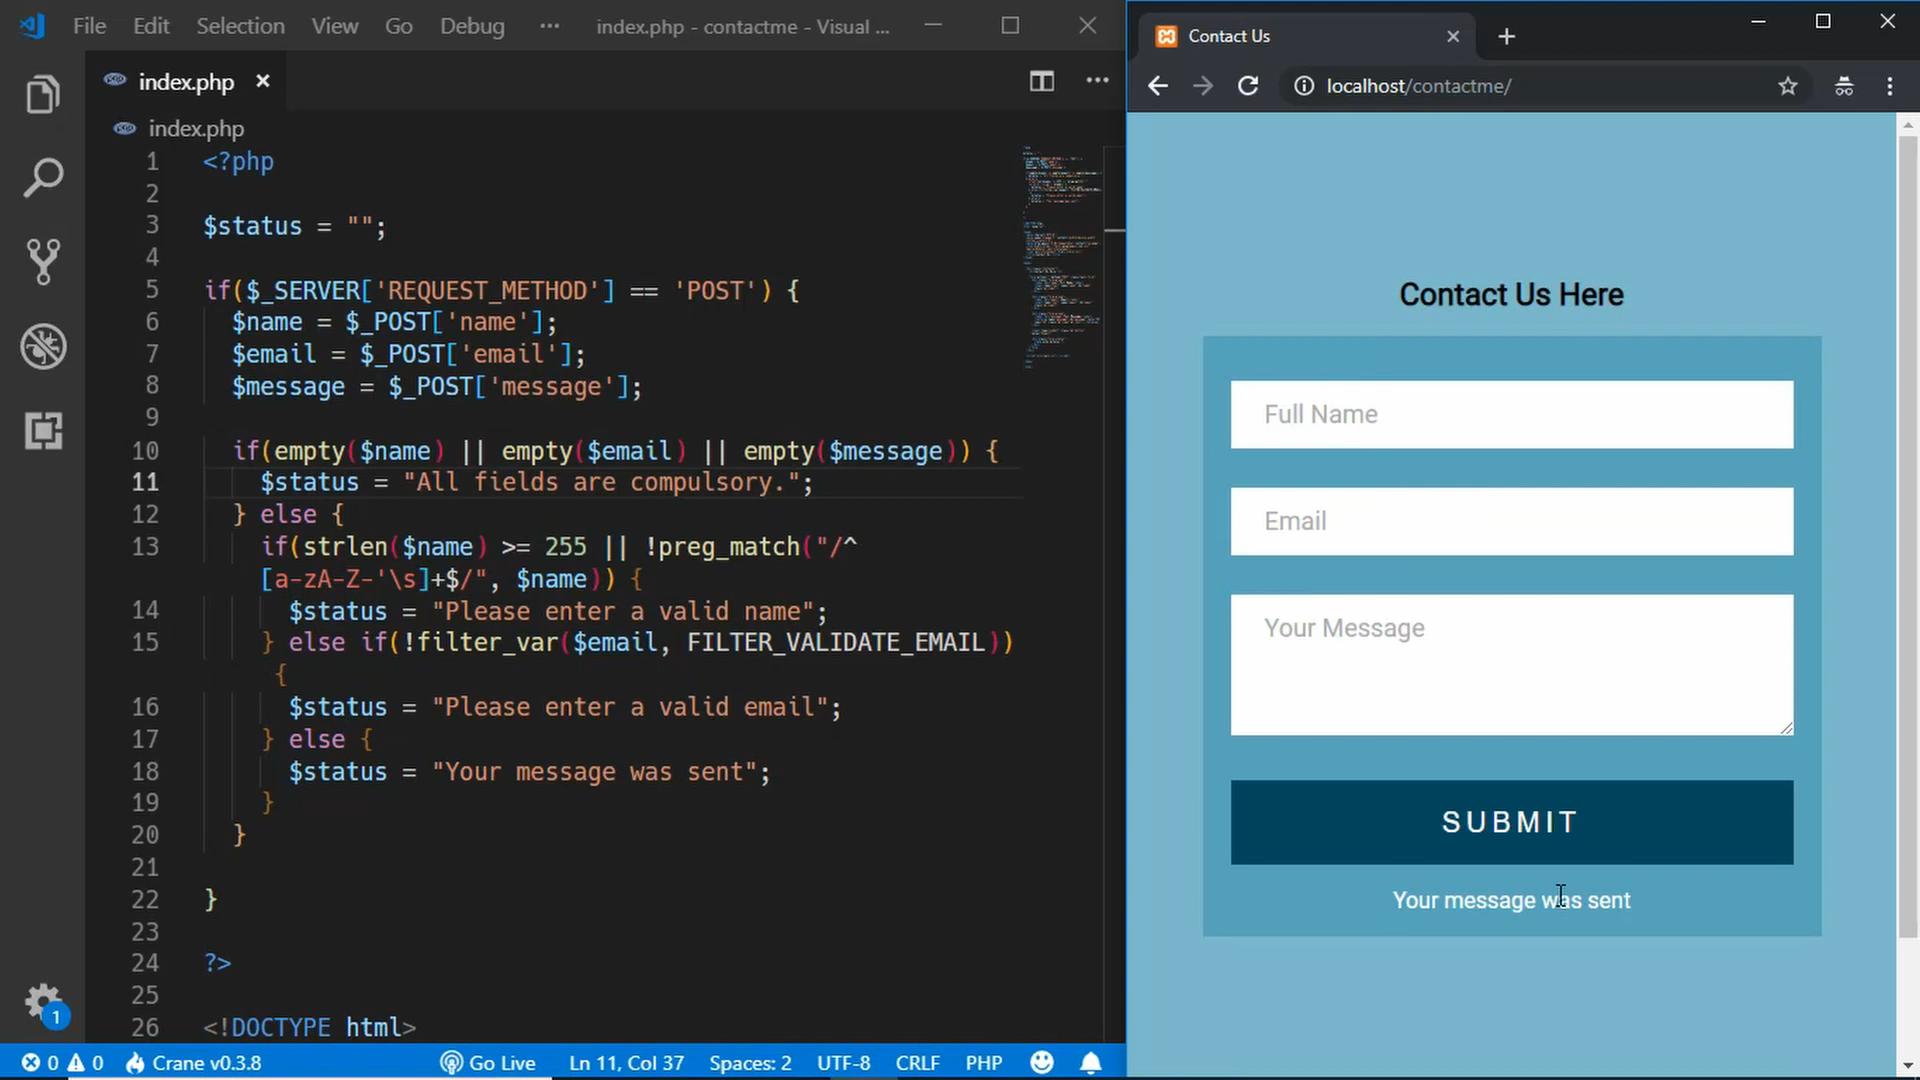 File Edit Selection View Go Debug ··· index.php - contactme - Visual ...
index.php
index.php
1 <?php
2
3 $status = "";
4
5 if($_SERVER['REQUEST_METHOD'] == 'POST') {
6 $name = $_POST['name'];
7 $email = $_POST['email'];
8 $message = $_POST['message'];
9
10 if(empty($name) || empty($email) || empty($message)) {
11 $status = "All fields are compulsory.";
12 } else {
13 if(strlen($name) >= 255 || !preg_match("/^
[a-zA-Z-'\s]+$/", $name)) {
14 $status = "Please enter a valid name";
15 } else if(!filter_var($email, FILTER_VALIDATE_EMAIL))
{
16 $status = "Please enter a valid email";
17 } else {
18 $status = "Your message was sent";
19 }
20 }
21
22 }
23
24 ?>
25
26 <!DOCTYPE html>
1
0 0 Crane v0.3.8 Go Live Ln 11, Col 37 Spaces: 2 UTF-8 CRLF PHP
Contact Us
localhost/contactme/
Contact Us Here
Full Name
Email
Your Message
SUBMIT
Your message was sent